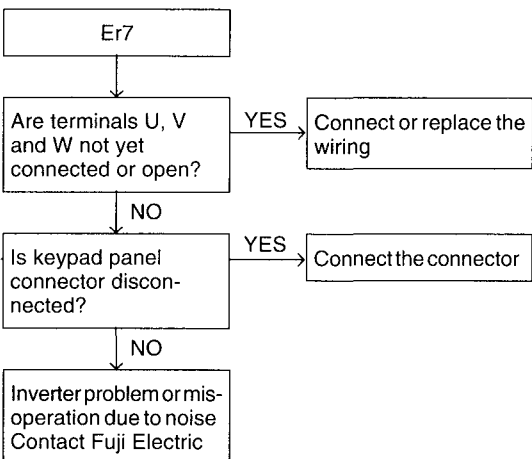 Er7
Are terminals U, V
and W not yet
connected or open?
YES
Connect or replace the
wiring
NO
Is keypad panel
connector discon-
nected?
YES
Connect the connector
NO
Inverter problem or mis-
operation due to noise
Contact Fuji Electric